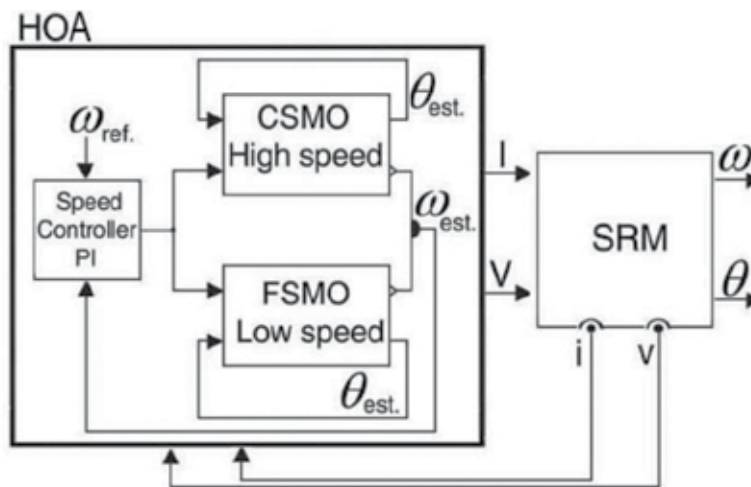 HOA
θest.
CSMO
High speed
ωref.
I
ω
Speed
Controller
PI
ωest.
SRM
V
FSMO
Low speed
θ
θest.
i
v